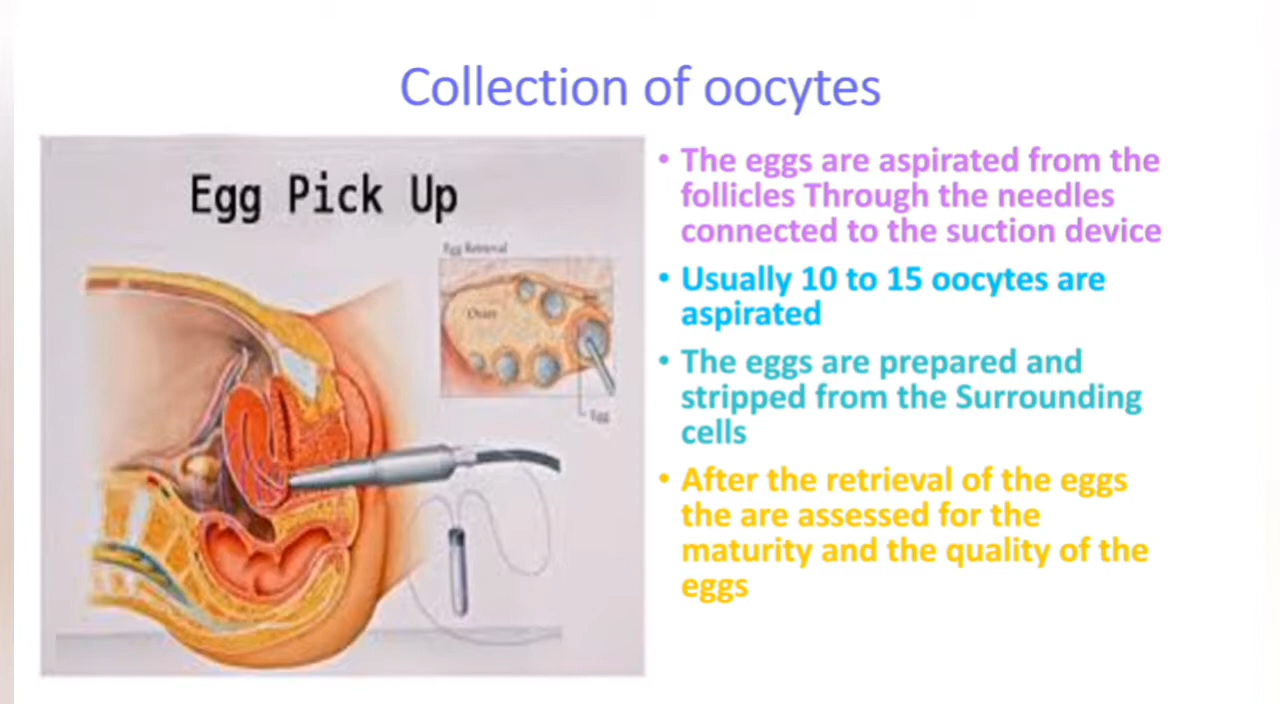 Collection of oocytes
Egg Pick Up
Egg Retrieval
Ovary
Egg
• The eggs are aspirated from the
follicles Through the needles
connected to the suction device
• Usually 10 to 15 oocytes are
aspirated
• The eggs are prepared and
stripped from the Surrounding
cells
• After the retrieval of the eggs
the are assessed for the
maturity and the quality of the
eggs